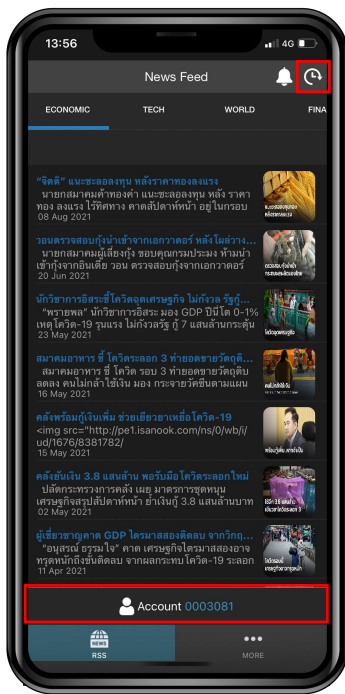 13:56
4G
News Feed
ECONOMIC TECH WORLD FINA
“จิตติ” แนะชะลอลงทุน หลังราคาทองลงแรง
นายกสมาคมค้าทองคำ แนะชะลอลงทุน หลัง ราคา
ทอง ลงแรง ไร้ทิศทาง คาดสัปดาห์หน้า อยู่ในกรอบ
08 Aug 2021
วอนตรวจสอบกุ้งนำเข้าจากเอกวาดอร์ หลังโผล่วาง...
นายกสมาคมผู้เลี้ยงกุ้ง ขอบคุณกรมประมง ห้ามนำ
เข้ากุ้งจากอินเดีย วอน ตรวจสอบกุ้งจากเอกวาดอร์
20 Jun 2021
นักวิชาการอิสระชี้โควิดฉุดเศรษฐกิจ ไม่กังวล รัฐกู้...
“พรายพล” นักวิชาการอิสระ มอง GDP ปีนี้โต 0-1%
เหตุโควิด-19 รุนแรง ไม่กังวลรัฐ กู้ 7 แสนล้านกระตุ้น
23 May 2021
สมาคมอาหาร ชี้ โควิดระลอก 3 ทำยอดขายวัตถุดิ...
สมาคมอาหาร ชี้ โควิด รอบ 3 ทำยอดขายวัตถุดิบ
ลดลง คนไม่กล้าใช้เงิน มอง กระจายวัคซีนตามแผน
16 May 2021
คลังพร้อมกู้เงินเพิ่ม ช่วยเยียวยาเหยื่อโควิด-19
<img src="http://pe1.isanook.com/ns/0/wb/i/
ud/1676/8381782/
15 May 2021
คลังยันเงิน 3.8 แสนล้าน พอรับมือโควิดระลอกใหม่
ปลัดกระทรวงการคลัง เผย มาตรการชุดหนุน
เศรษฐกิจสรุปสัปดาห์หน้า ย้ำเงินกู้ 3.8 แสนล้านบาท
02 May 2021
ผู้เชี่ยวชาญคาด GDP ไตรมาสสองติดลบ จากวิกฤ...
“อนุสรณ์ ธรรมใจ” คาด เศรษฐกิจไตรมาสสองอาจ
ทรุดหนักถึงขั้นติดลบ จากผลกระทบโควิด-19 ระลอก
11 Apr 2021
Account 0003081
NEWS
RSS
MORE